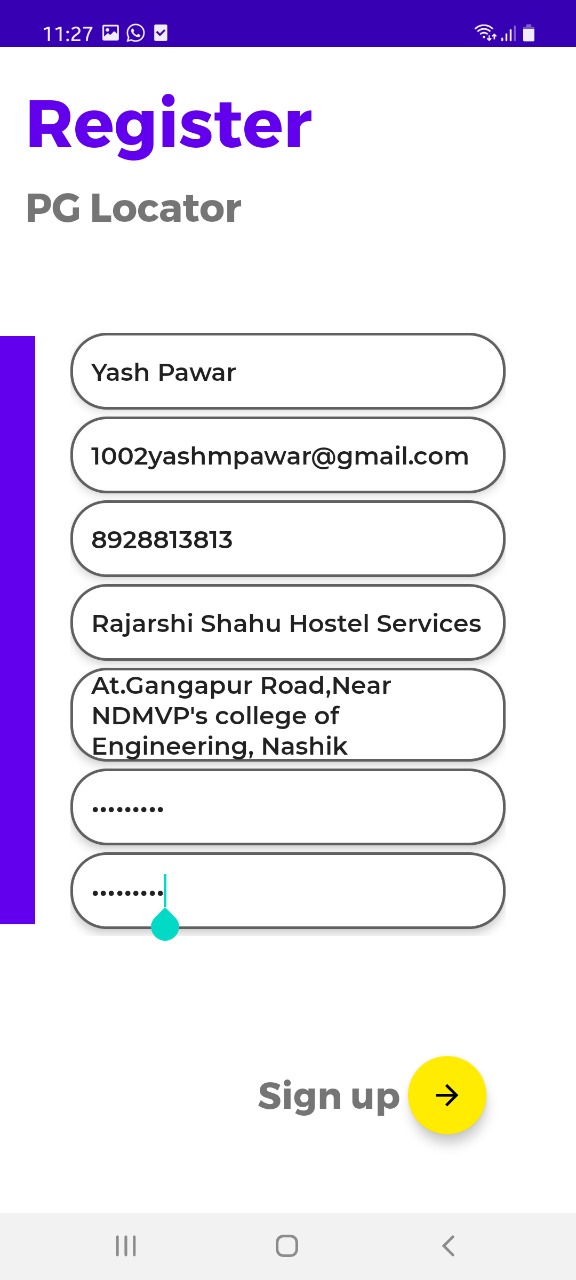 11:27
Register
PG Locator
Yash Pawar
1002yashmpawar@gmail.com
8928813813
Rajarshi Shahu Hostel Services
At.Gangapur Road,Near
NDMVP's college of
Engineering, Nashik
•••••••••
•••••••••
Sign up